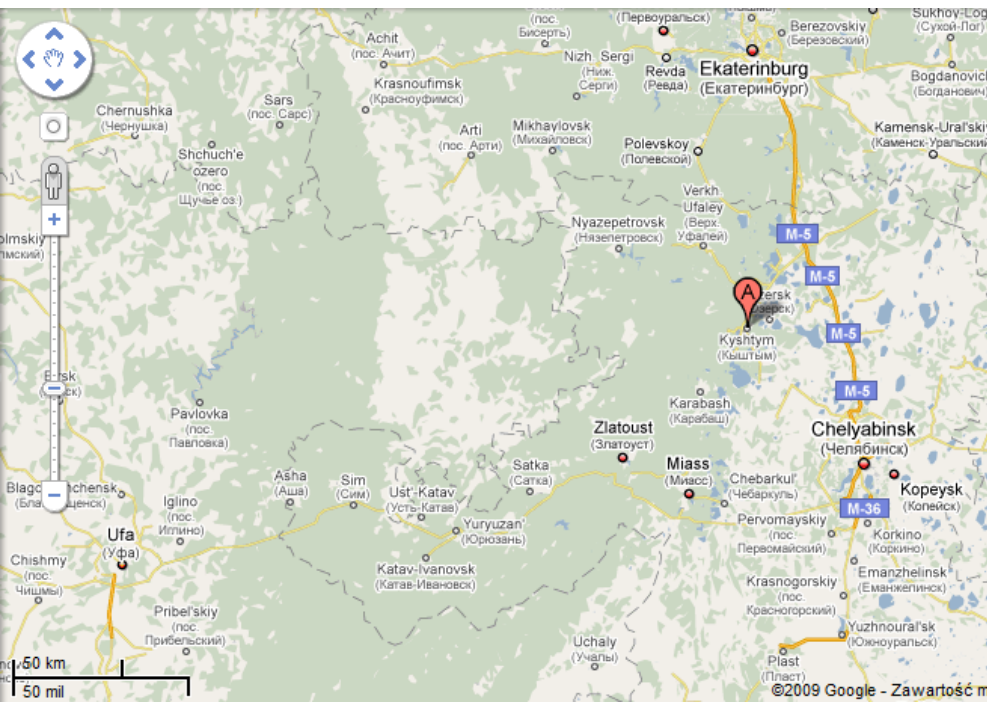 (пос.
Бисерть)
(Первоуральск)
Berezovskiy
(Березовский)
Sukhoy-Log
(Сухой-Лог)
Achit
(пос. Ачит)
Nizh. Sergi
(Ниж.
Серги)
Revda
(Ревда)
Ekaterinburg
(Екатеринбург)
Bogdanovich
(Богданович)
Krasnoufimsk
(Красноуфимск)
Chernushka
(Чернушка)
Sars
(пос. Сарс)
Arti
(пос. Арти)
Mikhaylovsk
(Михайловск)
Polevskoy
(Полевской)
Kamensk-Ural'skiy
(Каменск-Уральский
Shchuch'e
ozero
(пос.
Щучье оз.)
Verkh.
Ufaley
(Верх.
Уфалей)
Nyazepetrovsk
(Нязепетровск)
M-5
M-5
A
M-5
Kyshtym
(Кыштым)
M-5
Pavlovka
(пос.
Павловка)
Karabash
(Карабаш)
Zlatoust
(Златоуст)
Chelyabinsk
(Челябинск)
Miass
(Миасс)
Satka
(Сатка)
Asha
(Аша)
Sim
(Сим)
Ust'-Katav
(Усть-Катав)
Chebarkul'
(Чебаркуль)
Kopeysk
(Копейск)
M-36
Iglino
(пос.
Иглино)
Yuryuzan'
(Юрюзань)
Pervomayskiy
(пос.
Первомайский)
Korkino
(Коркино)
Ufa
(Уфа)
Chishmy
(пос.
Чишмы)
Katav-Ivanovsk
(Катав-Ивановск)
Emanzhelinsk
(Еманжелинск)
Krasnogorskiy
(пос.
Красногорский)
Pribel'skiy
(пос.
Прибельский)
Yuzhnoural'sk
(Южноуральск)
Uchaly
(Учалы)
Plast
(Пласт)
50 km
50 mil
©2009 Google - Zawartość m